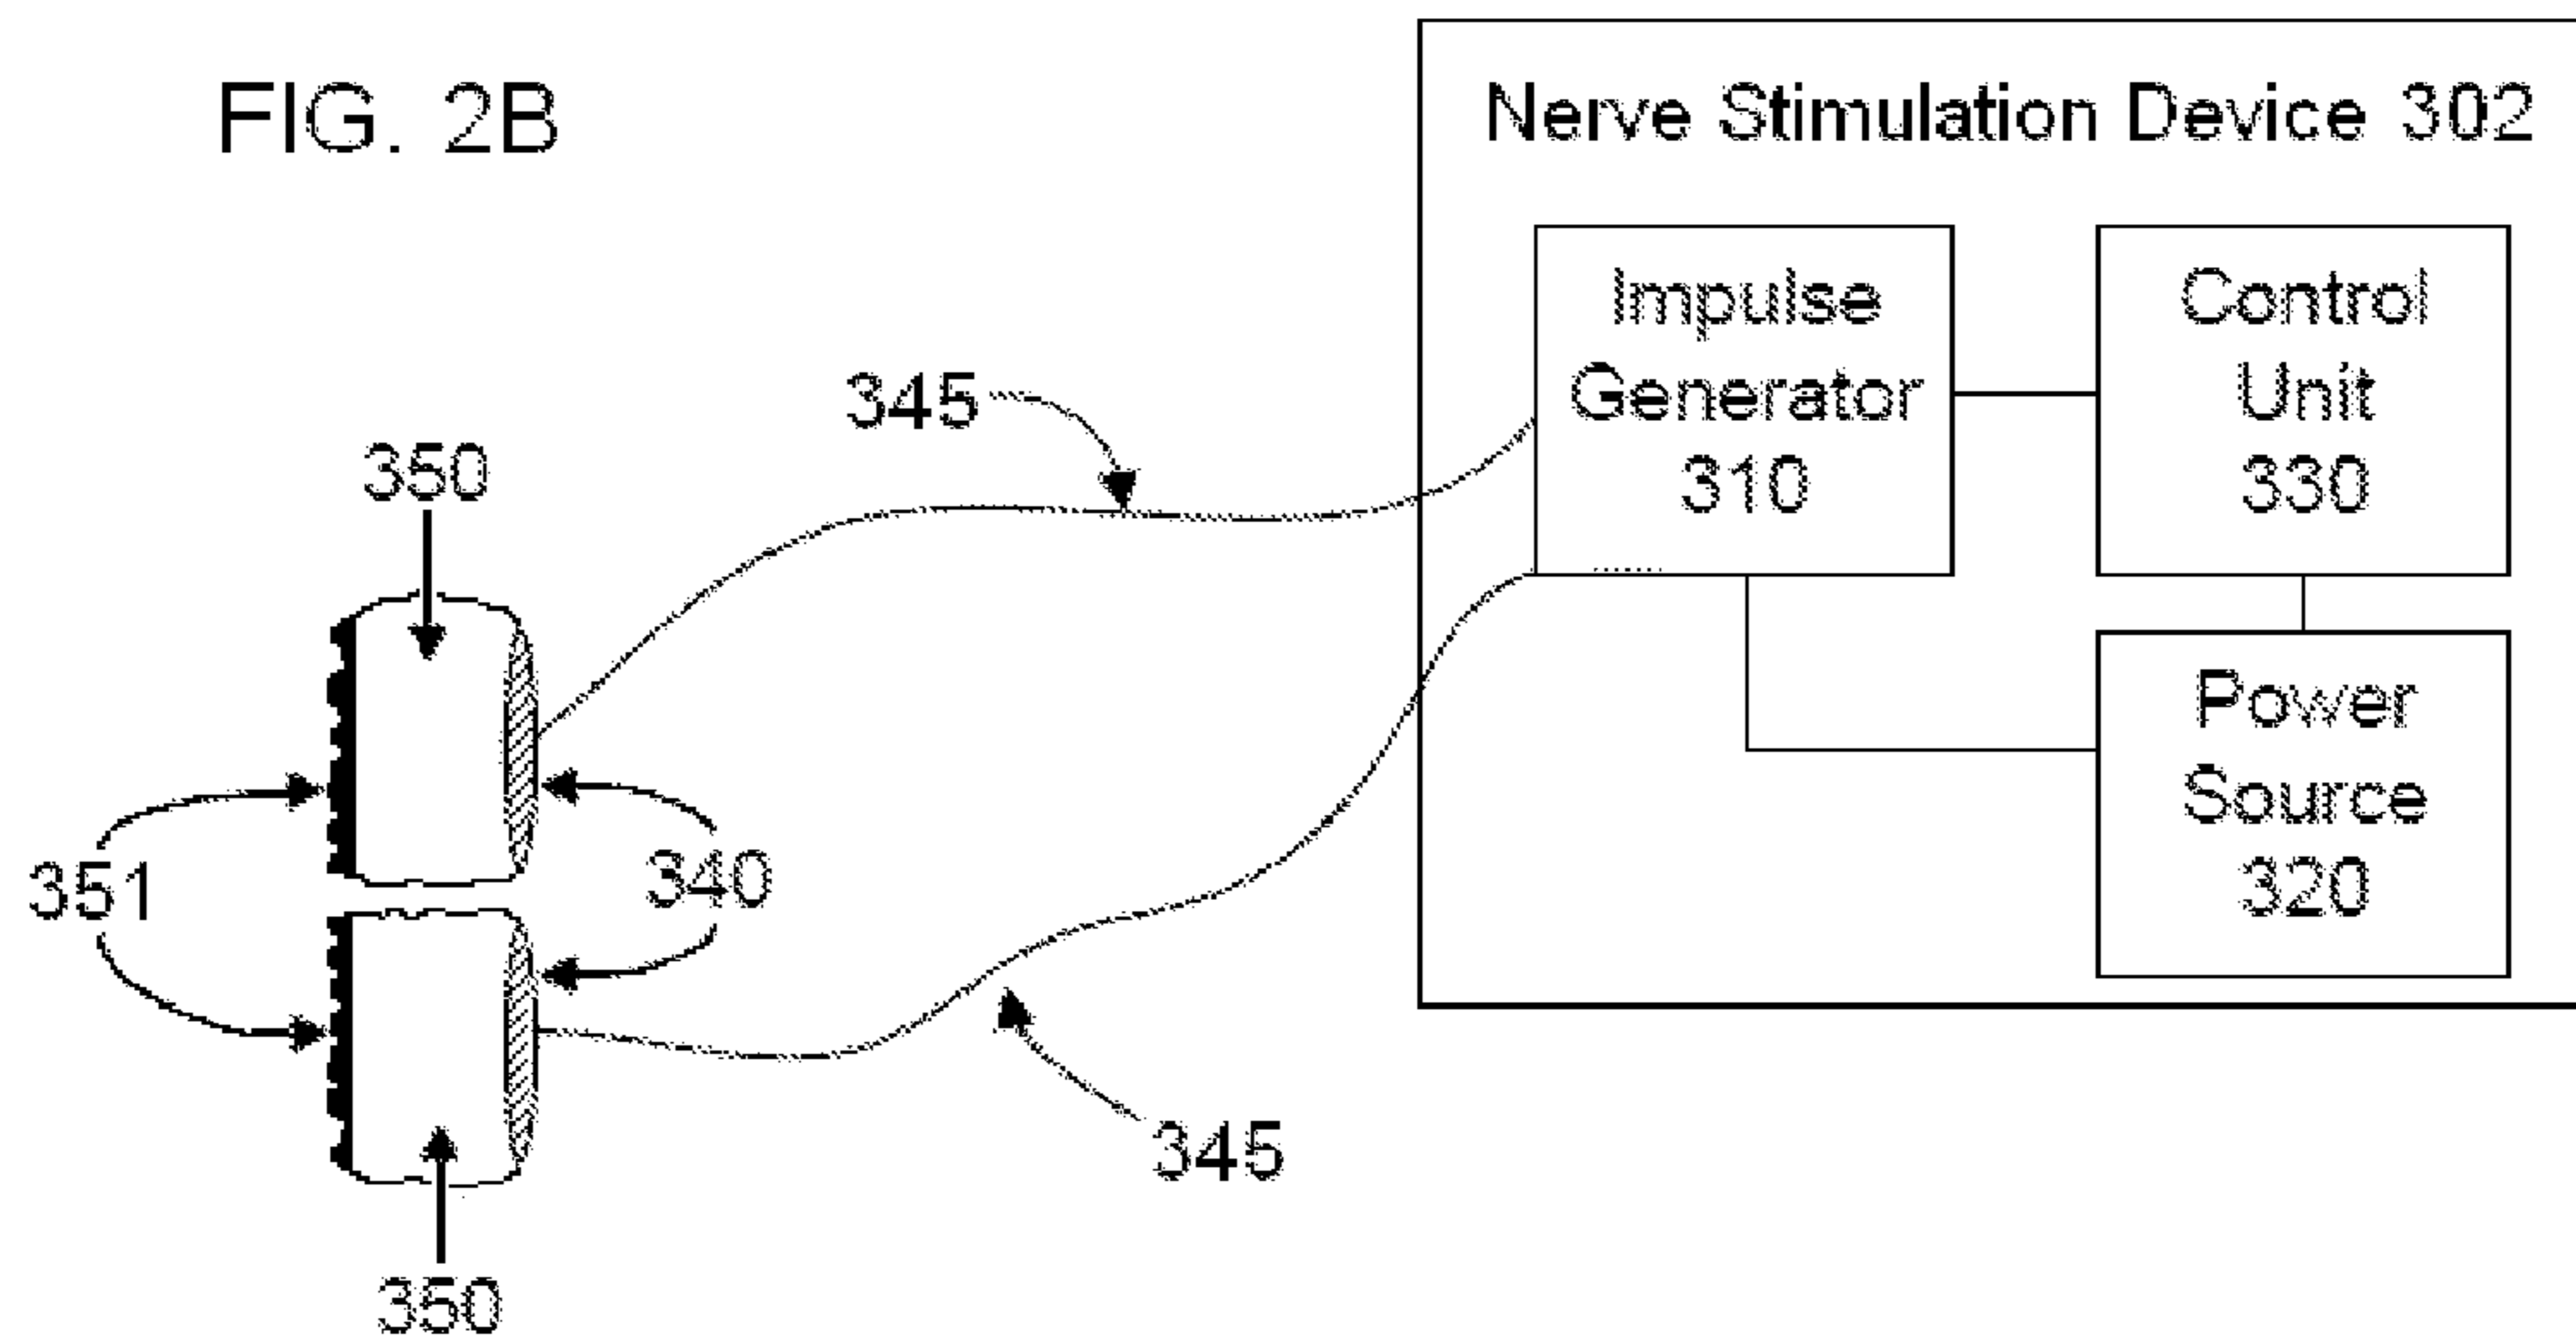 FIG. 2B
Nerve Stimulation Device 302
Impulse
Generator
310
Control
Unit
330
Power
Source
320
345
350
351
340
345
350